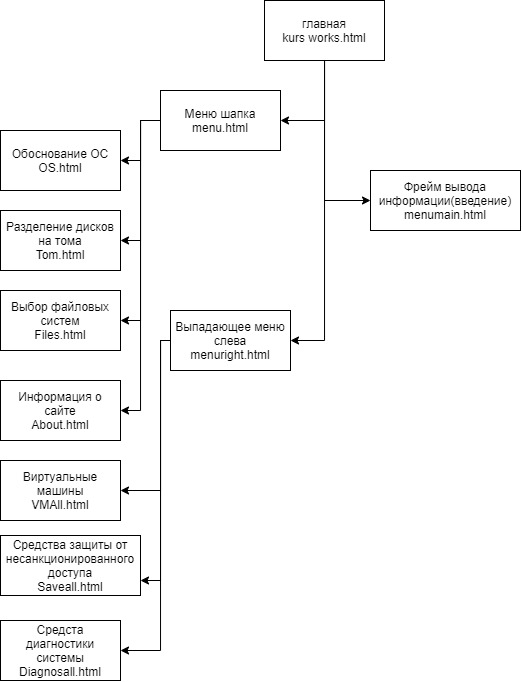 главная
kurs works.html
Меню шапка
menu.html
Обоснование ОС
OS.html
Фрейм вывода
информации(введение)
menumain.html
Разделение дисков
на тома
Tom.html
Выбор файловых
систем
Files.html
Выпадающее меню
слева
menuright.html
Информация о
сайте
About.html
Виртуальные
машины
VMAll.html
Средства защиты от
несанкционированного
доступа
Saveall.html
Средста
диагностики
системы
Diagnosall.html